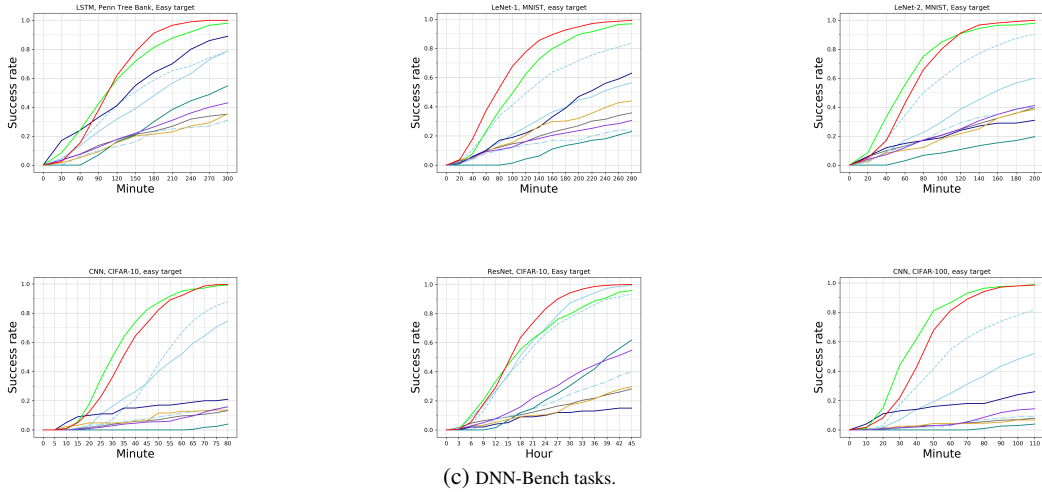 LSTM, Penn Tree Bank, Easy target
1.0
0.8
0.6
0.4
0.2
0.0
Success rate
0 30 60 90 120 150 180 210 240 270 300
Minute
LeNet-1, MNIST, easy target
1.0
0.8
0.6
0.4
0.2
0.0
Success rate
0 20 40 60 80 100 120 140 160 180 200 220 240 260 280
Minute
LeNet-2, MNIST, Easy target
1.0
0.8
0.6
0.4
0.2
0.0
Success rate
0 20 40 60 80 100 120 140 160 180 200
Minute
CNN, CIFAR-10, easy target
1.0
0.8
0.6
0.4
0.2
0.0
Success rate
0 5 10 15 20 25 30 35 40 45 50 55 60 65 70 75 80
Minute
ResNet, CIFAR-10, Easy target
1.0
0.8
0.6
0.4
0.2
0.0
Success rate
0 3 6 9 12 15 18 21 24 27 30 33 36 39 42 45
Hour
CNN, CIFAR-100, easy target
1.0
0.8
0.6
0.4
0.2
0.0
Success rate
0 10 20 30 40 50 60 70 80 90 100 110
Minute
(c) DNN-Bench tasks.